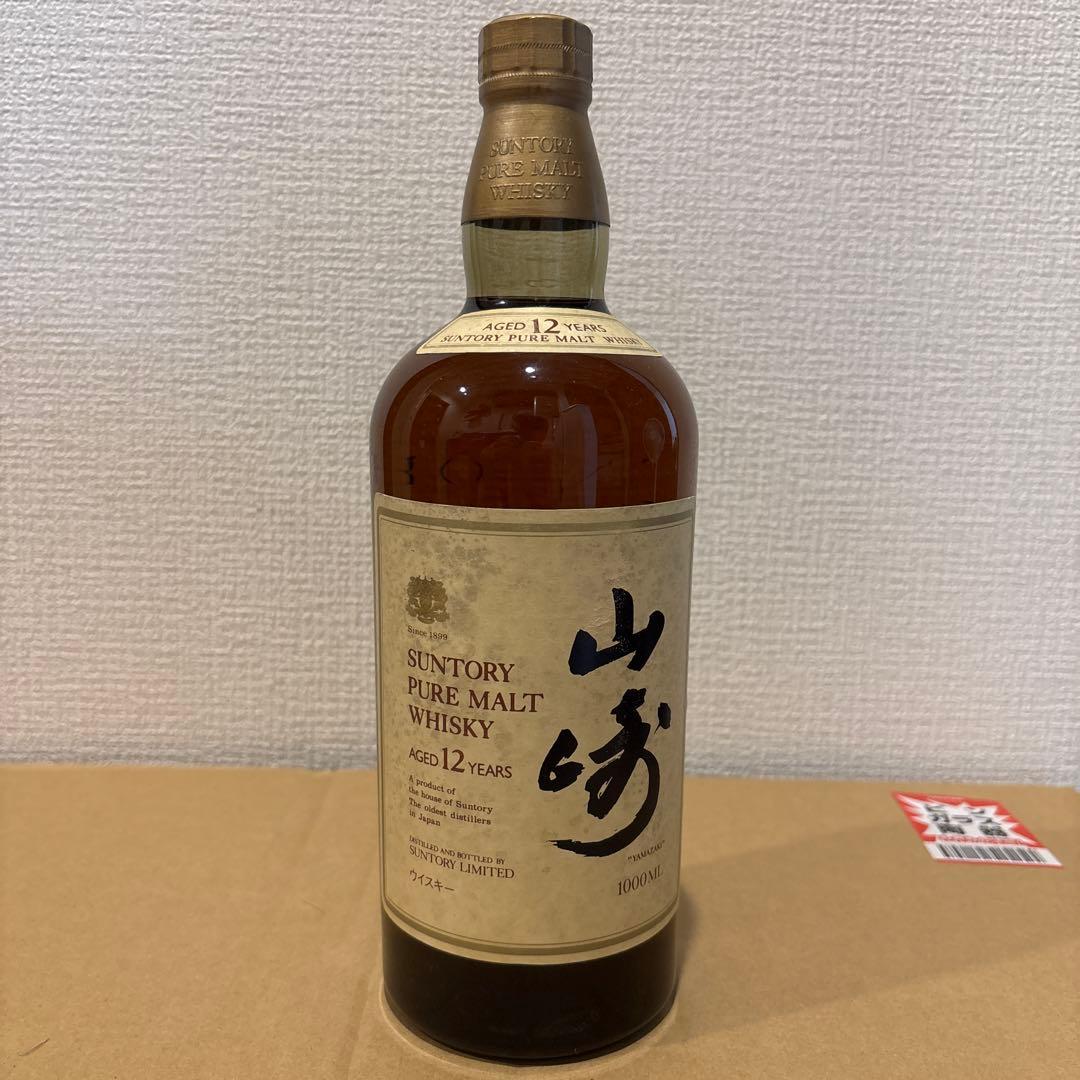 SUNTORY
PURE MALT
WHISKY
AGED 12 YEARS
SUNTORY PURE MALT WHISKY
Since 1899
SUNTORY
PURE MALT
WHISKY
AGED 12 YEARS
A product of
the house of Suntory
The oldest distillers
in Japan
DISTILLED AND BOTTLED BY
SUNTORY LIMITED
ウイスキー
山崎
"YAMAZAKI"
1000ML